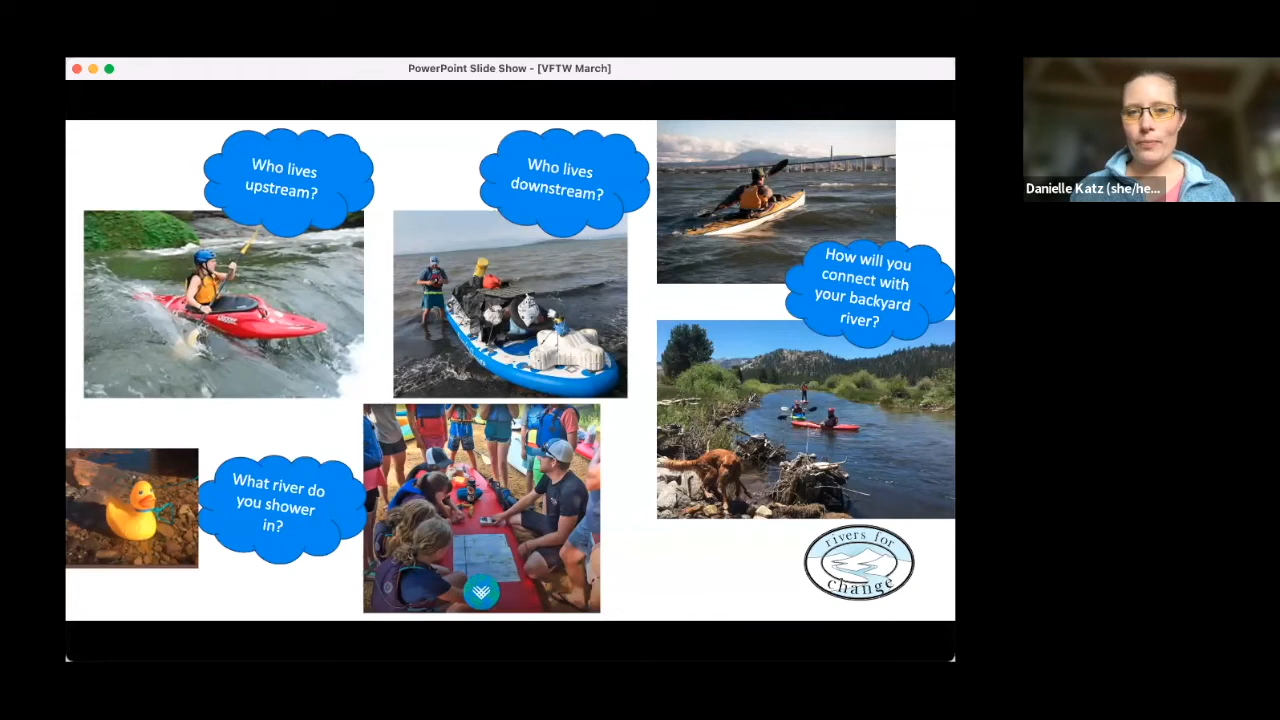 PowerPoint Slide Show - [VFTW March]
Who lives
upstream?
Who lives
downstream?
How will you
connect with
your backyard
river?
What river do
you shower
in?
rivers for
change
Danielle Katz (she/he...